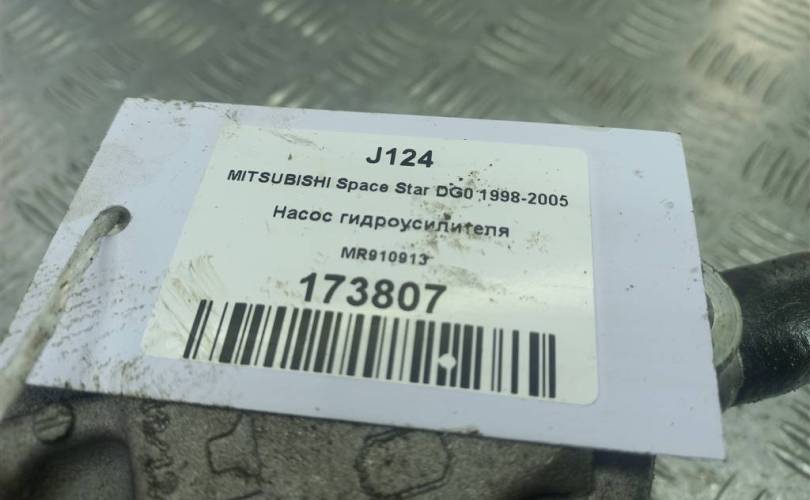 J124
MITSUBISHI Space Star DG0 1998-2005
Насос гидроусилителя
MR910913
173807